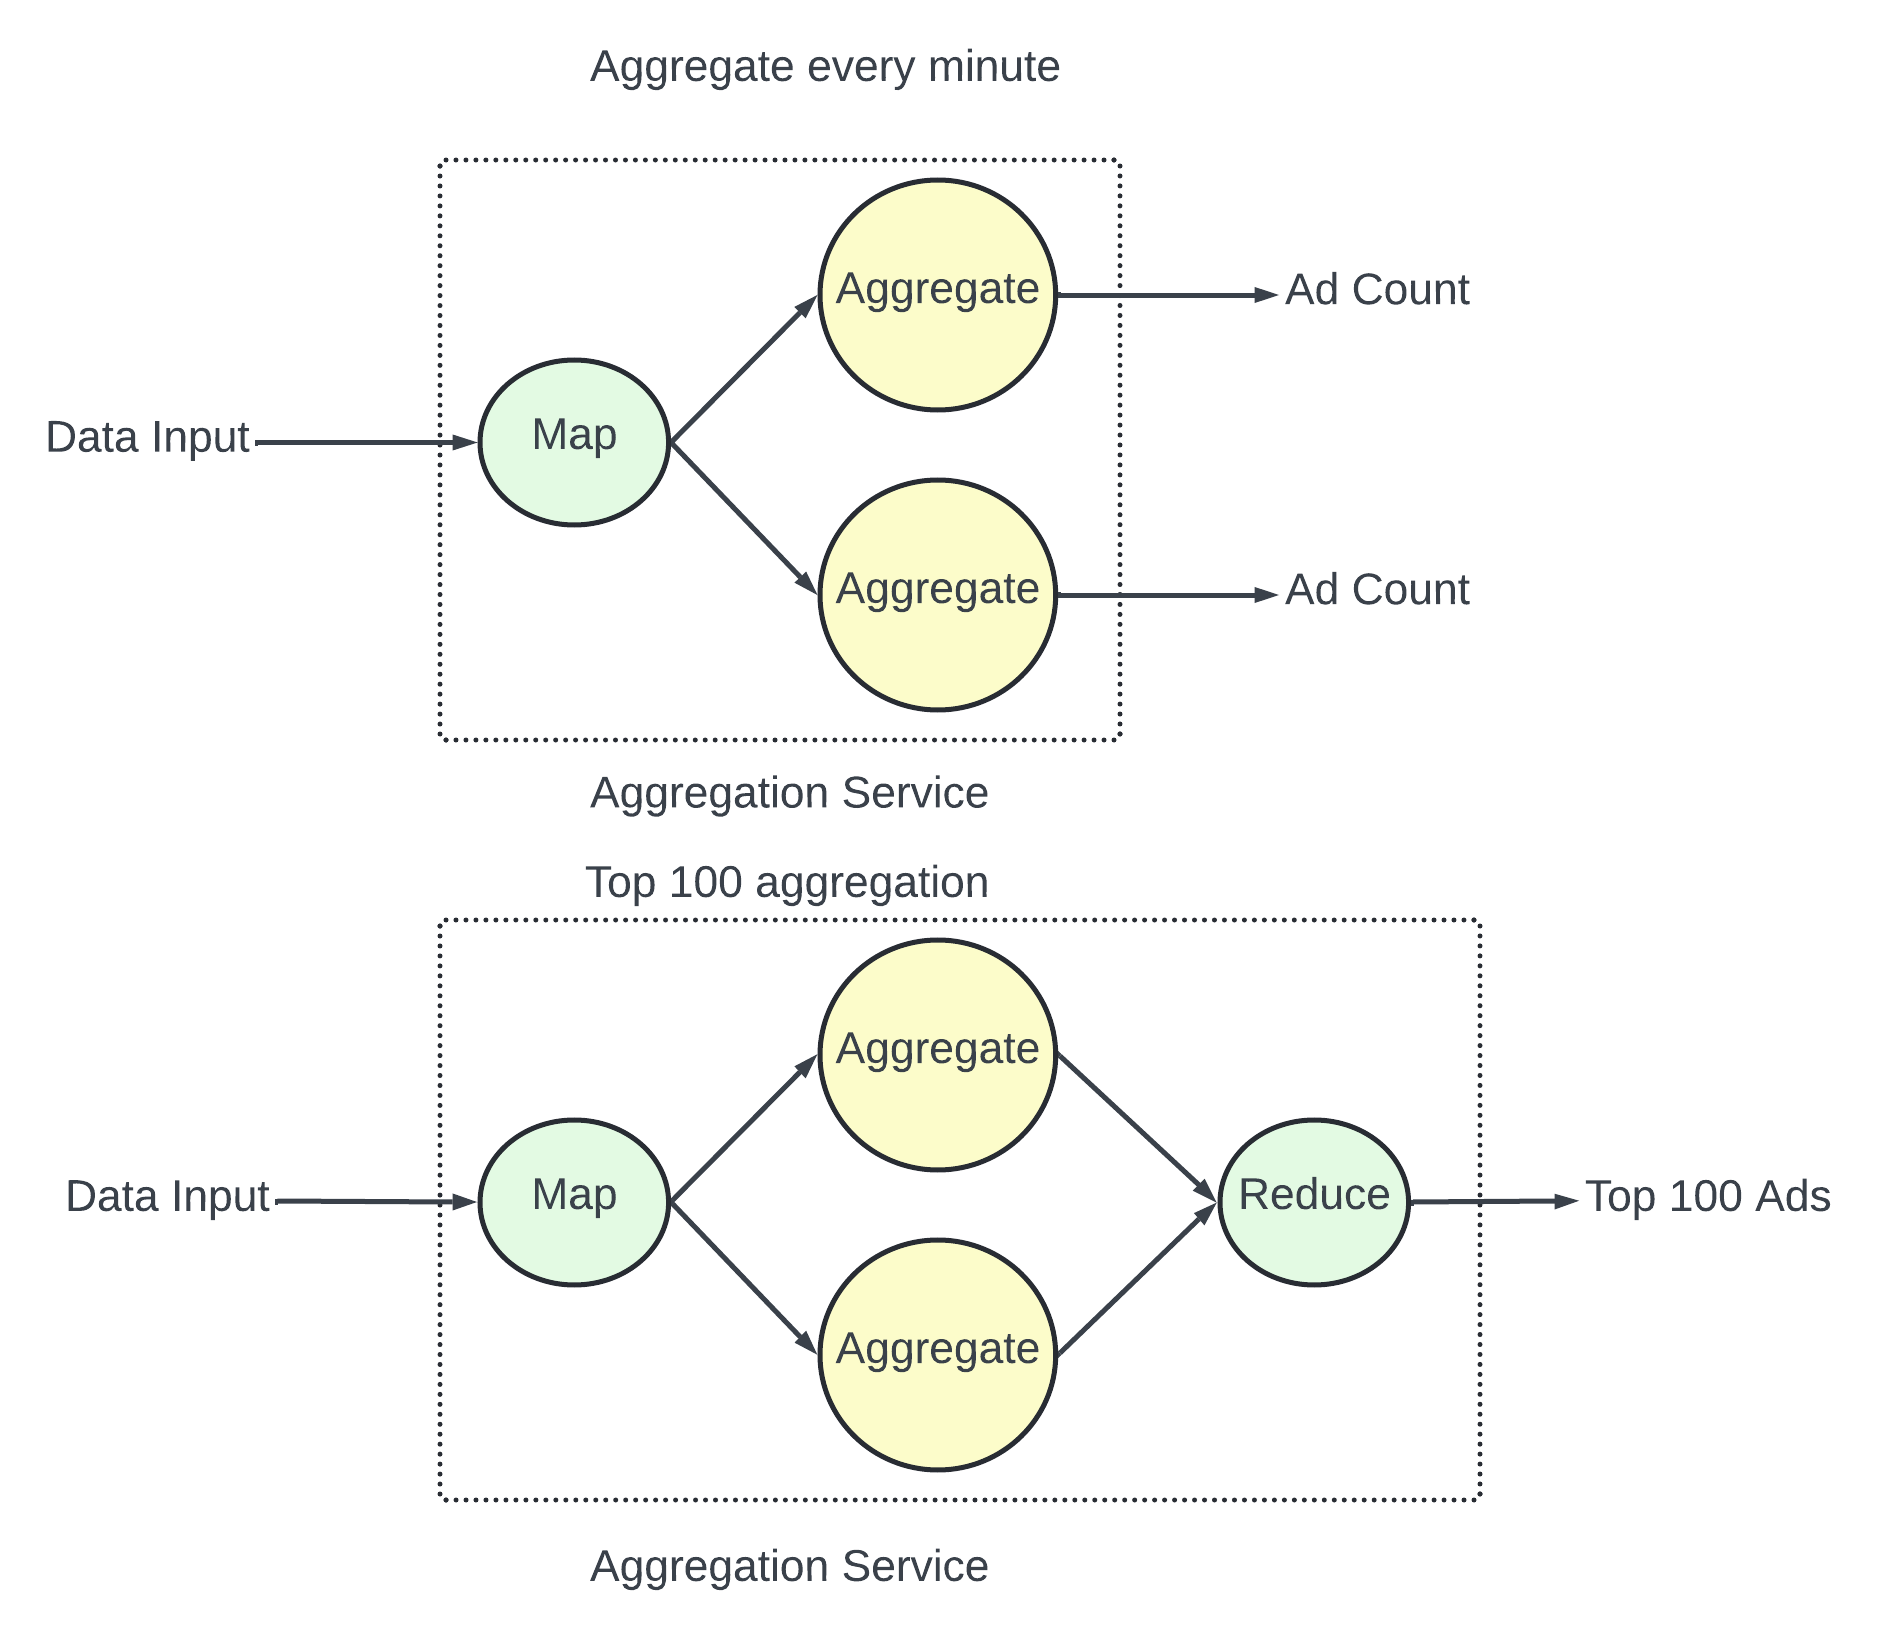 Aggregate every minute
Aggregate
Ad Count
Data Input
Map
Aggregate
Ad Count
Aggregation Service
Top 100 aggregation
Aggregate
Data Input
Map
Reduce
Top 100 Ads
Aggregate
Aggregation Service